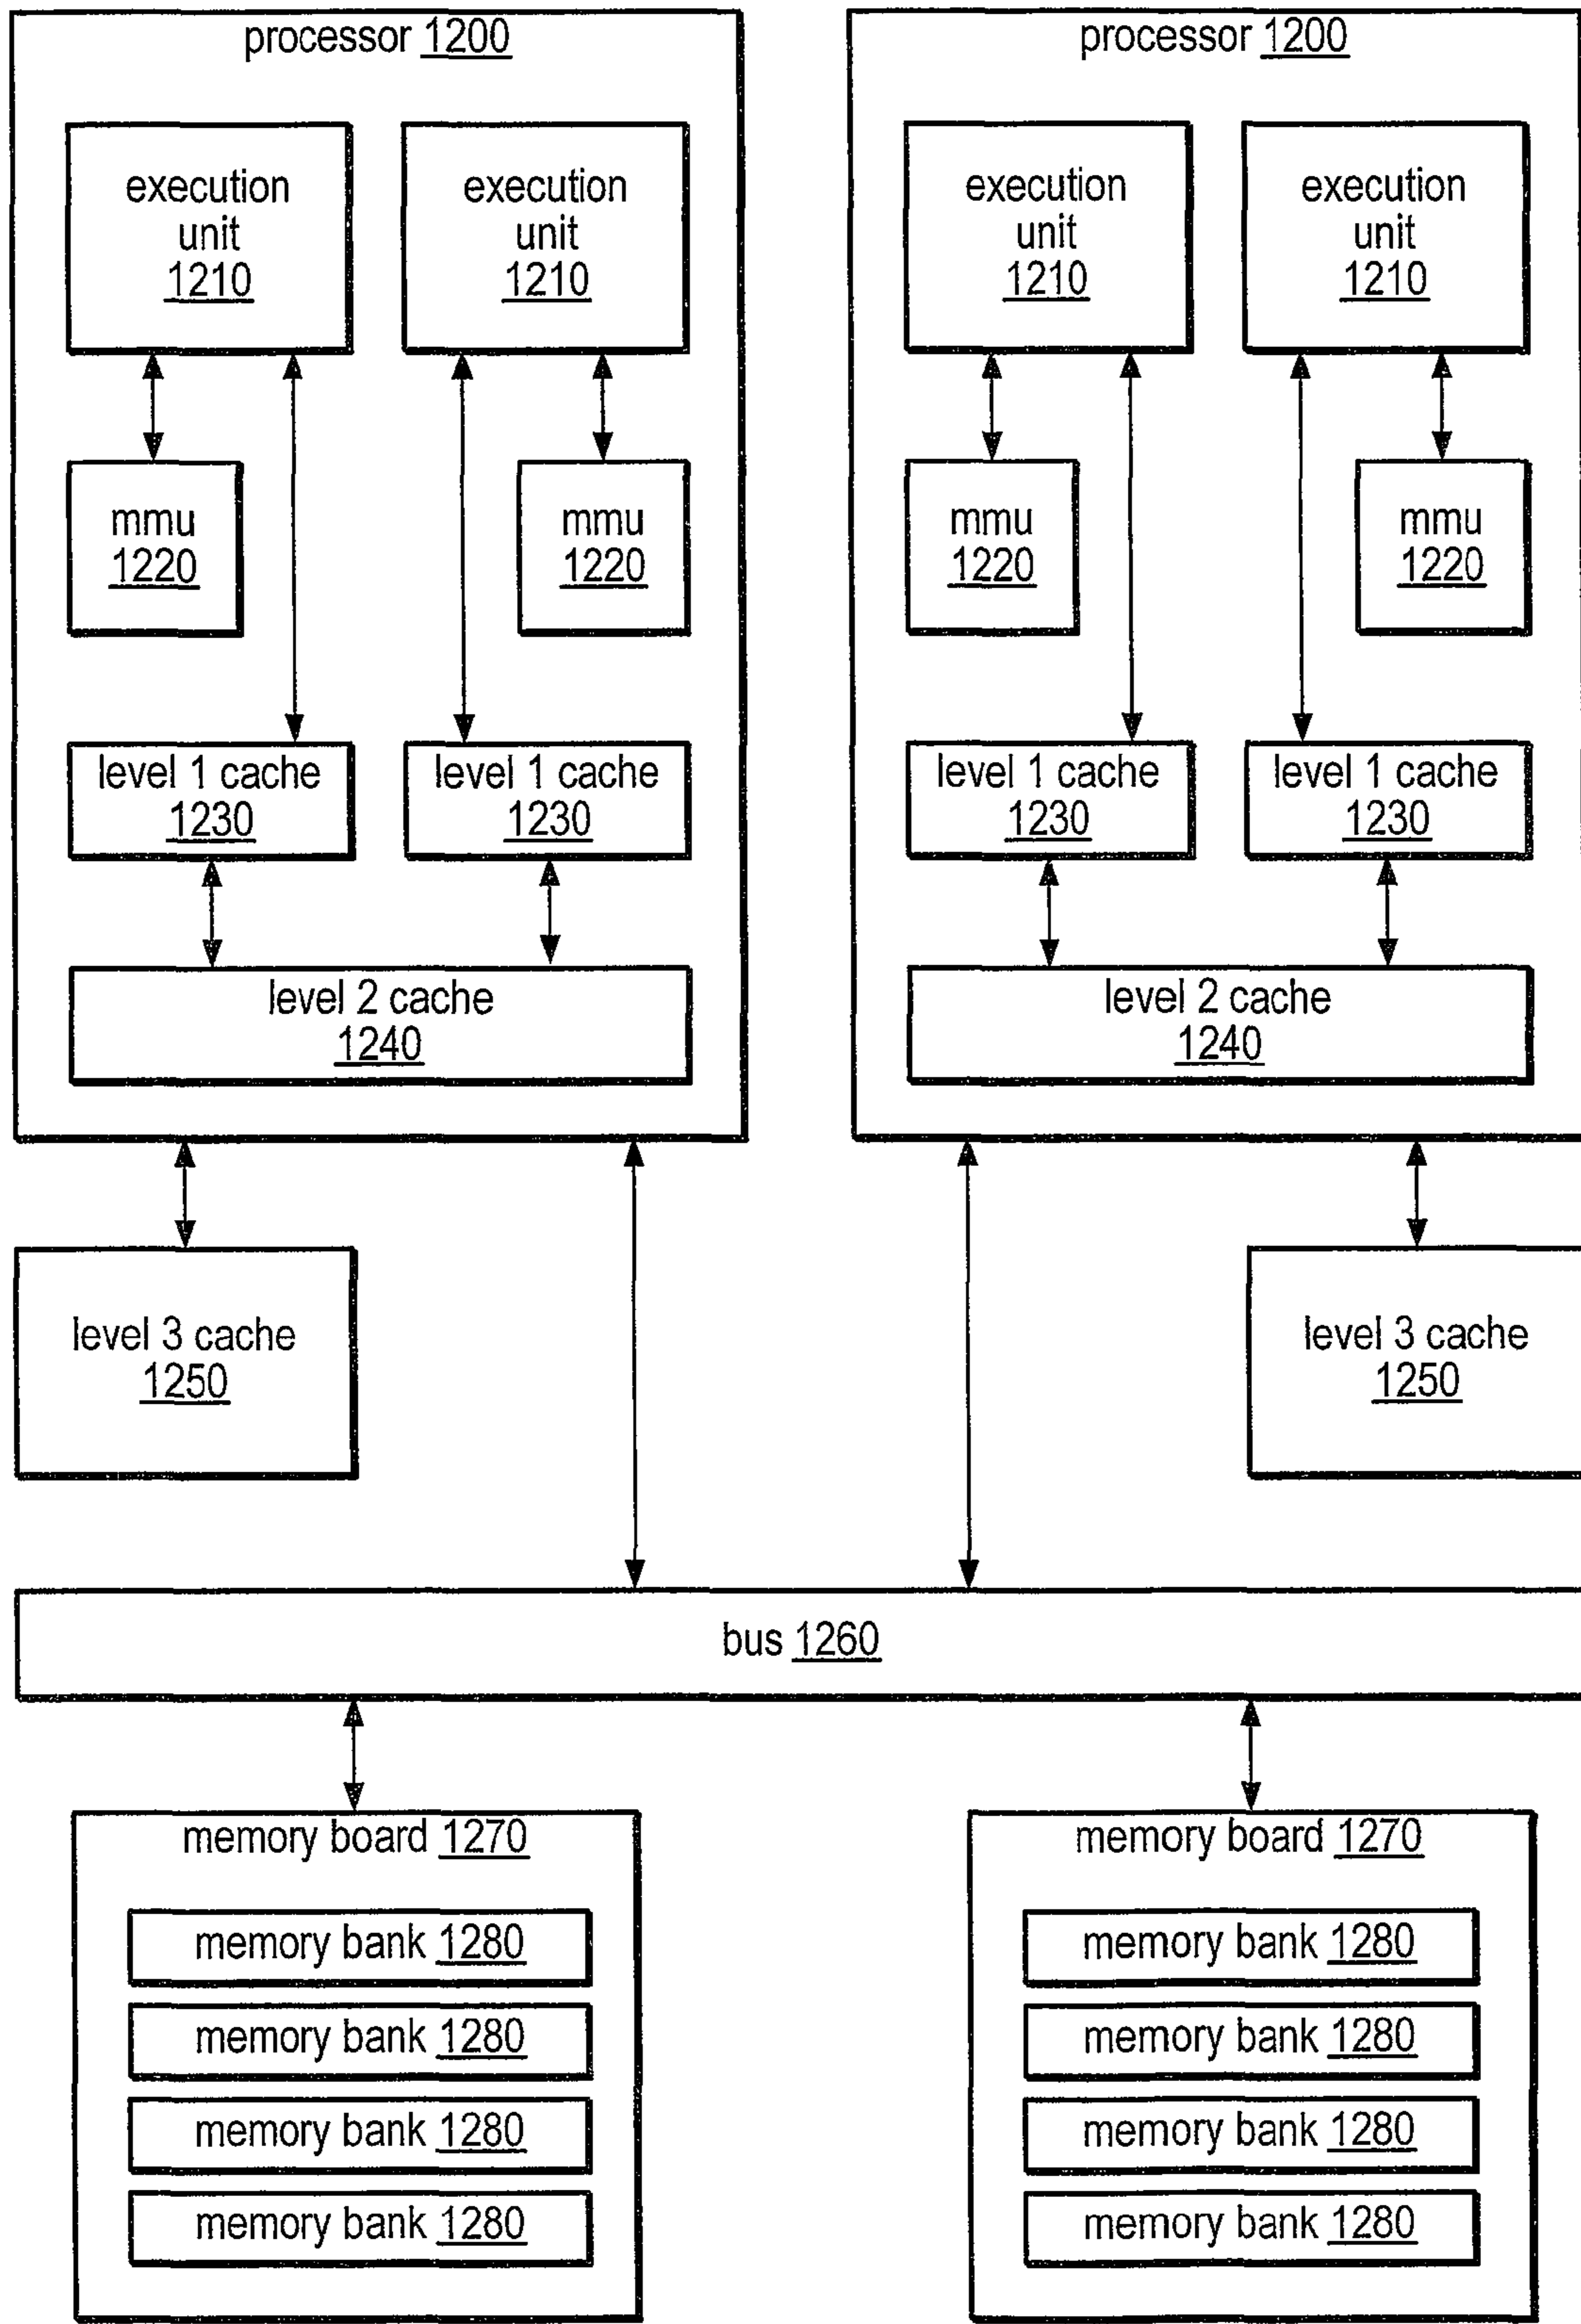 processor 1200
execution
unit
1210
execution
unit
1210
mmu
1220
mmu
1220
level 1 cache
1230
level 1 cache
1230
level 2 cache
1240
processor 1200
execution
unit
1210
execution
unit
1210
mmu
1220
mmu
1220
level 1 cache
1230
level 1 cache
1230
level 2 cache
1240
level 3 cache
1250
level 3 cache
1250
bus 1260
memory board 1270
memory bank 1280
memory bank 1280
memory bank 1280
memory bank 1280
memory board 1270
memory bank 1280
memory bank 1280
memory bank 1280
memory bank 1280